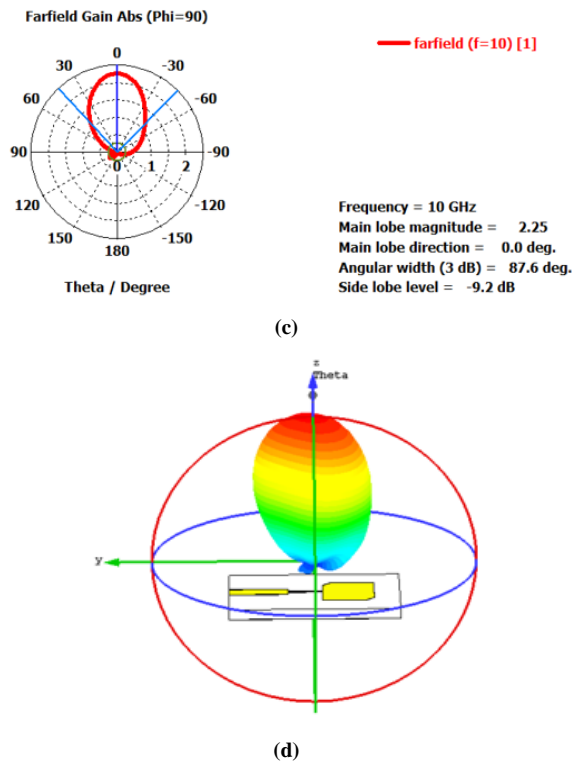 Farfield Gain Abs (Phi=90)
farfield (f=10) [1]
0
30
-30
60
-60
90
0
1
2
-90
120
-120
150
-150
180
Theta / Degree
Frequency = 10 GHz
Main lobe magnitude = 2.25
Main lobe direction = 0.0 deg.
Angular width (3 dB) = 87.6 deg.
Side lobe level = -9.2 dB
(c)
z
Theta
y
(d)